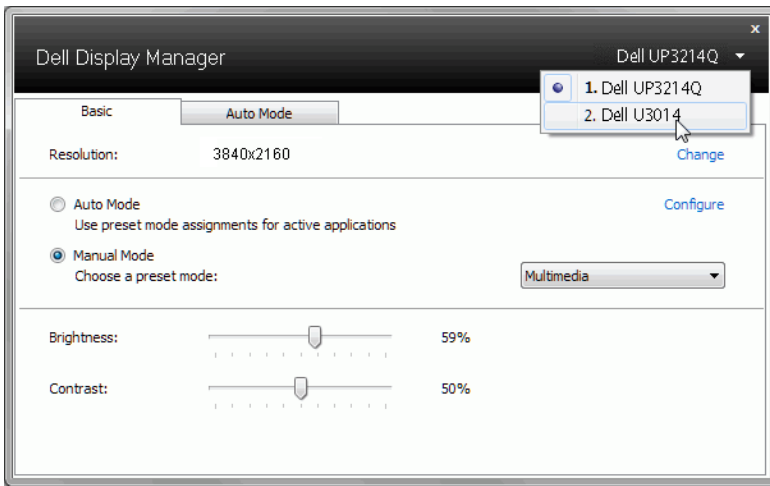 x
Dell Display Manager
Dell UP3214Q
1. Dell UP3214Q
2. Dell U3014
Basic
Auto Mode
Resolution:
3840x2160
Change
Auto Mode
Configure
Use preset mode assignments for active applications
Manual Mode
Choose a preset mode:
Multimedia
Brightness:
59%
Contrast:
50%